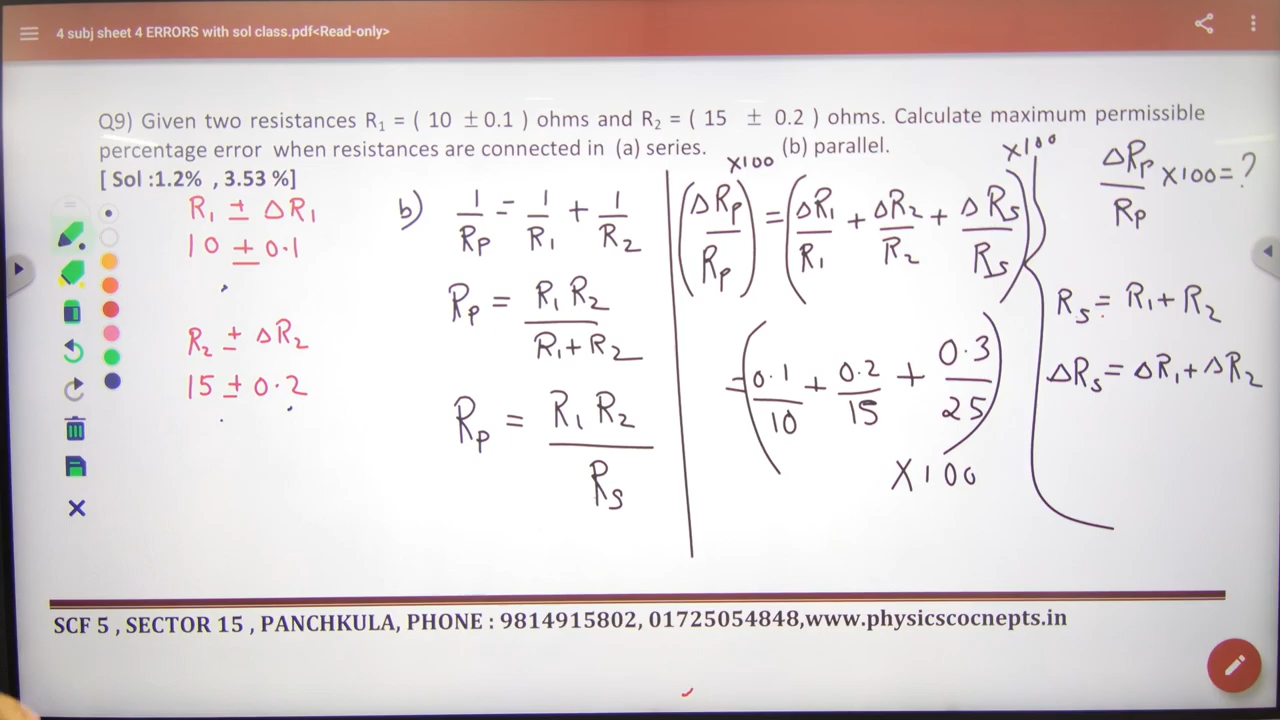 4 subj sheet 4 ERRORS with sol class.pdf<Read-only>
Q9) Given two resistances R₁ = ( 10 ± 0.1 ) ohms and R₂ = ( 15 ± 0.2 ) ohms. Calculate maximum permissible
percentage error when resistances are connected in (a) series. (b) parallel.
[ Sol :1.2% , 3.53 %]
R₁ ± ΔR₁
10 ± 0.1
R₂ ± ΔR₂
15 ± 0.2
b) 1/Rp = 1/R₁ + 1/R₂
Rp = R₁ R₂ / R₁ + R₂
Rp = R₁ R₂ / Rs
(ΔRp / Rp) X100 = (ΔR₁ / R₁ + ΔR₂ / R₂ + ΔRs / Rs) X100
= (0.1 / 10 + 0.2 / 15 + 0.3 / 25)
X100
ΔRp / Rp X100 = ?
Rs = R₁ + R₂
ΔRs = ΔR₁ + ΔR₂
SCF 5 , SECTOR 15 , PANCHKULA, PHONE : 9814915802, 01725054848,www.physicscocnepts.in